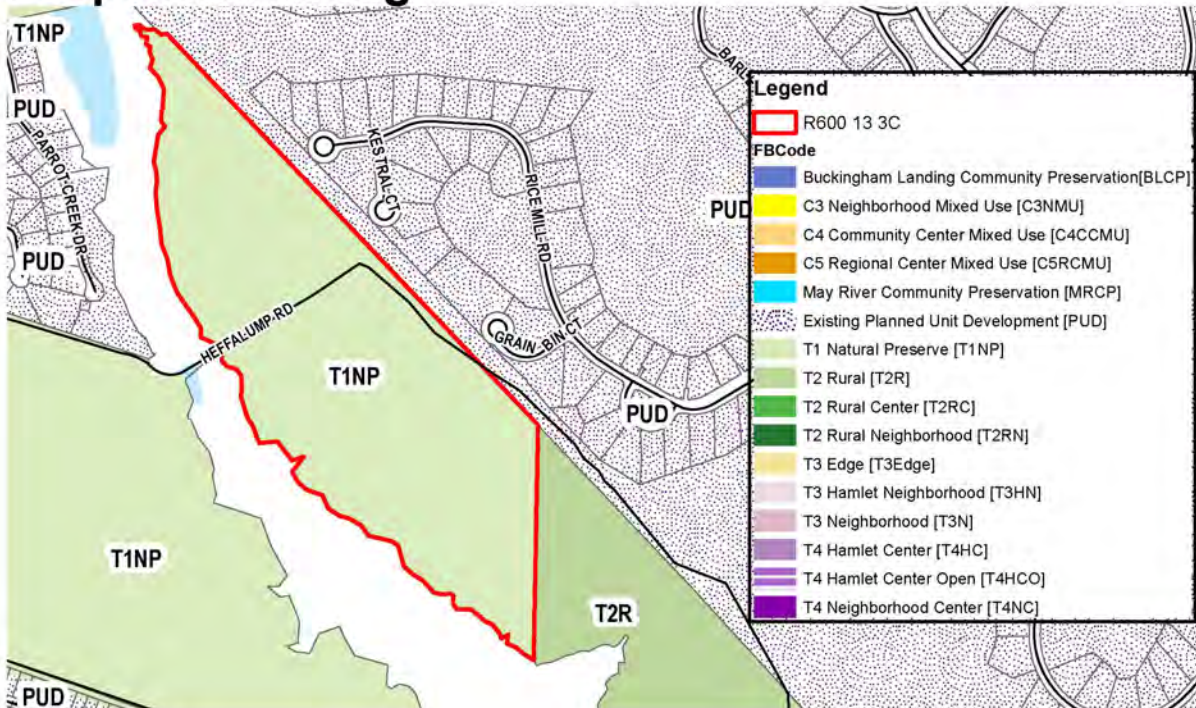 T1NP
PUD
PARROT CREEK DR
PUD
KESTRAL CT
RICE MILL RD
PUD
HEFFALUMP RD
GRAIN BIN CT
T1NP
PUD
T1NP
T2R
PUD
Legend
R600 13 3C
FBCode
Buckingham Landing Community Preservation[BLCP]
C3 Neighborhood Mixed Use [C3NMU]
C4 Community Center Mixed Use [C4CCMU]
C5 Regional Center Mixed Use [C5RCMU]
May River Community Preservation [MRCP]
Existing Planned Unit Development [PUD]
T1 Natural Preserve [T1NP]
T2 Rural [T2R]
T2 Rural Center [T2RC]
T2 Rural Neighborhood [T2RN]
T3 Edge [T3Edge]
T3 Hamlet Neighborhood [T3HN]
T3 Neighborhood [T3N]
T4 Hamlet Center [T4HC]
T4 Hamlet Center Open [T4HCO]
T4 Neighborhood Center [T4NC]